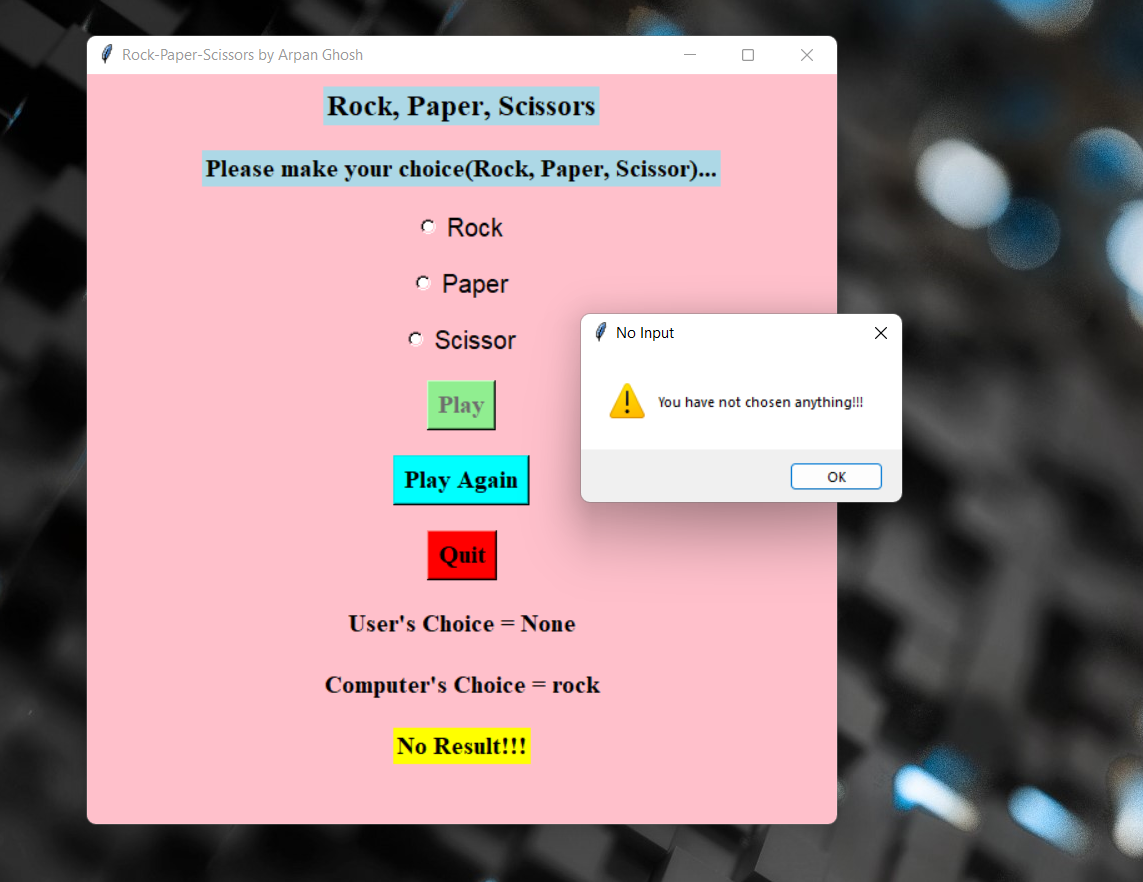 Rock-Paper-Scissors by Arpan Ghosh
Rock, Paper, Scissors
Please make your choice(Rock, Paper, Scissor)...
Rock
Paper
Scissor
Play
Play Again
Quit
User's Choice = None
Computer's Choice = rock
No Result!!!
No Input
You have not chosen anything!!!
OK